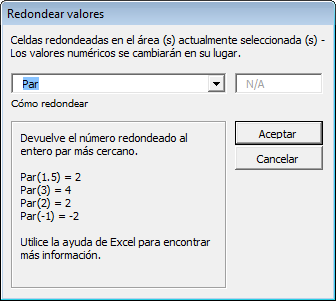 Redondear valores
Celdas redondeadas en el área (s) actualmente seleccionada (s) -
Los valores numéricos se cambiarán en su lugar.
Par
N/A
Cómo redondear
Devuelve el número redondeado al
entero par más cercano.
Par(1.5) = 2
Par(3) = 4
Par(2) = 2
Par(-1) = -2
Utilice la ayuda de Excel para encontrar
más información.
Aceptar
Cancelar